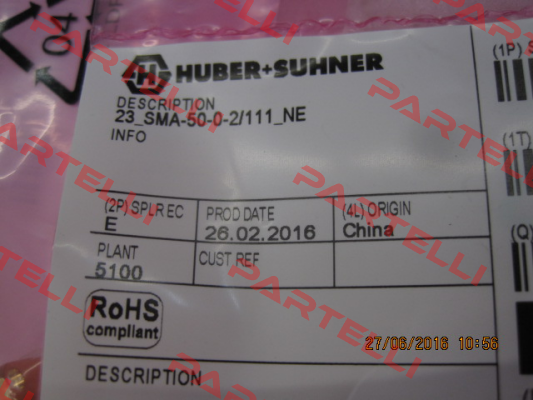 04
HUBER+SUHNER
DESCRIPTION
23_SMA-50-0-2/111_NE
INFO
(2P) SPLR EC
E
PROD DATE
26.02.2016
(4L) ORIGIN
China
PLANT
5100
CUST REF
RoHS
compliant
DESCRIPTION
(1P) S
(1T)
(Q)
27/06/2016 10:56
PARTELLI
PARTELLI
PARTELLI